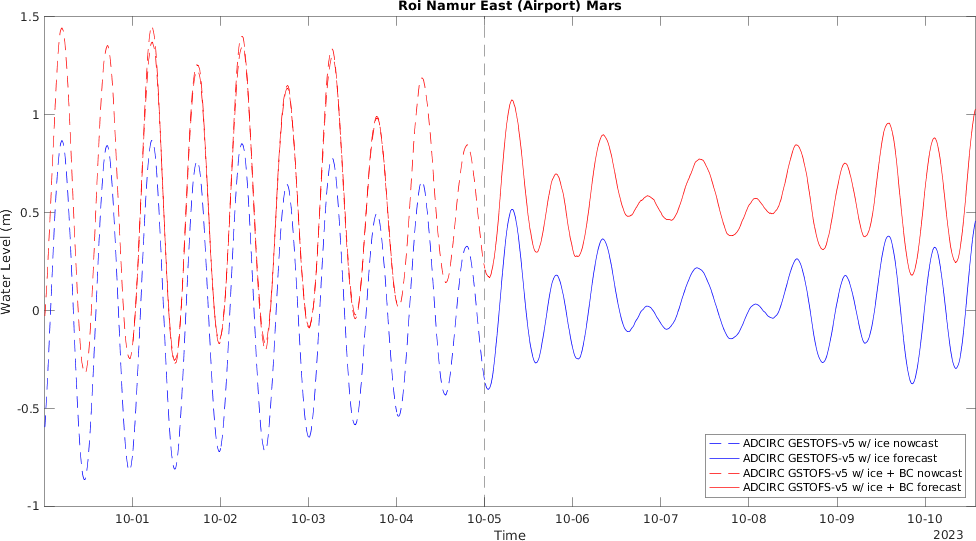 Roi Namur East (Airport) Mars
Water Level (m)
1.5
1
0.5
0
-0.5
-1
10-01 10-02 10-03 10-04 10-05 10-06 10-07 10-08 10-09 10-10
Time
2023
ADCIRC GESTOFS-v5 w/ ice nowcast
ADCIRC GESTOFS-v5 w/ ice forecast
ADCIRC GSTOFS-v5 w/ ice + BC nowcast
ADCIRC GSTOFS-v5 w/ ice + BC forecast